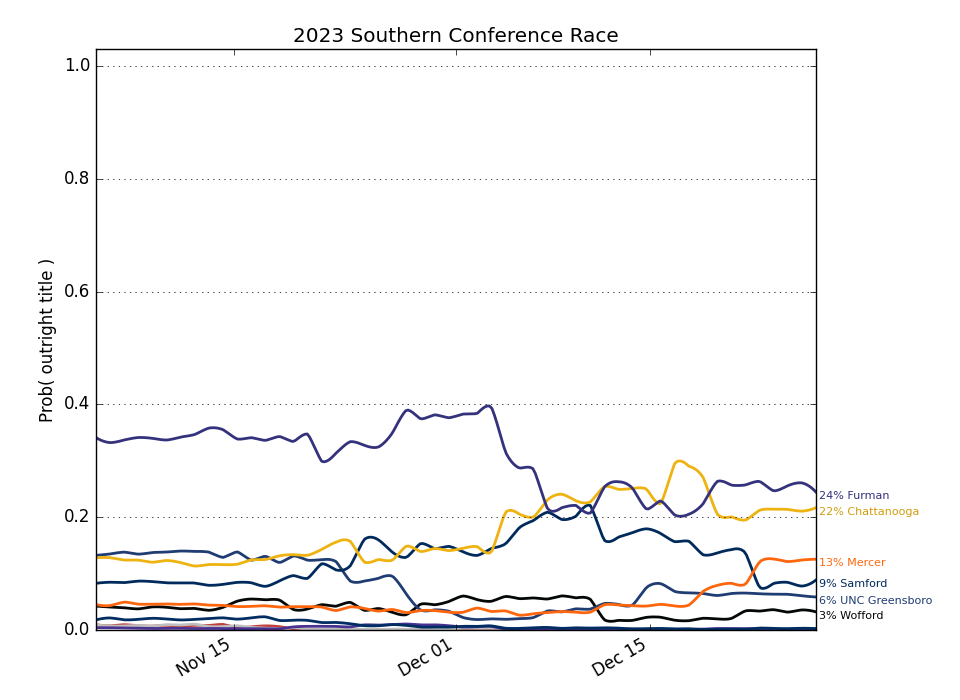 2023 Southern Conference Race
1.0
0.8
0.6
0.4
0.2
0.0
Prob( outright title )
24% Furman
22% Chattanooga
13% Mercer
9% Samford
6% UNC Greensboro
3% Wofford
Nov 15
Dec 01
Dec 15